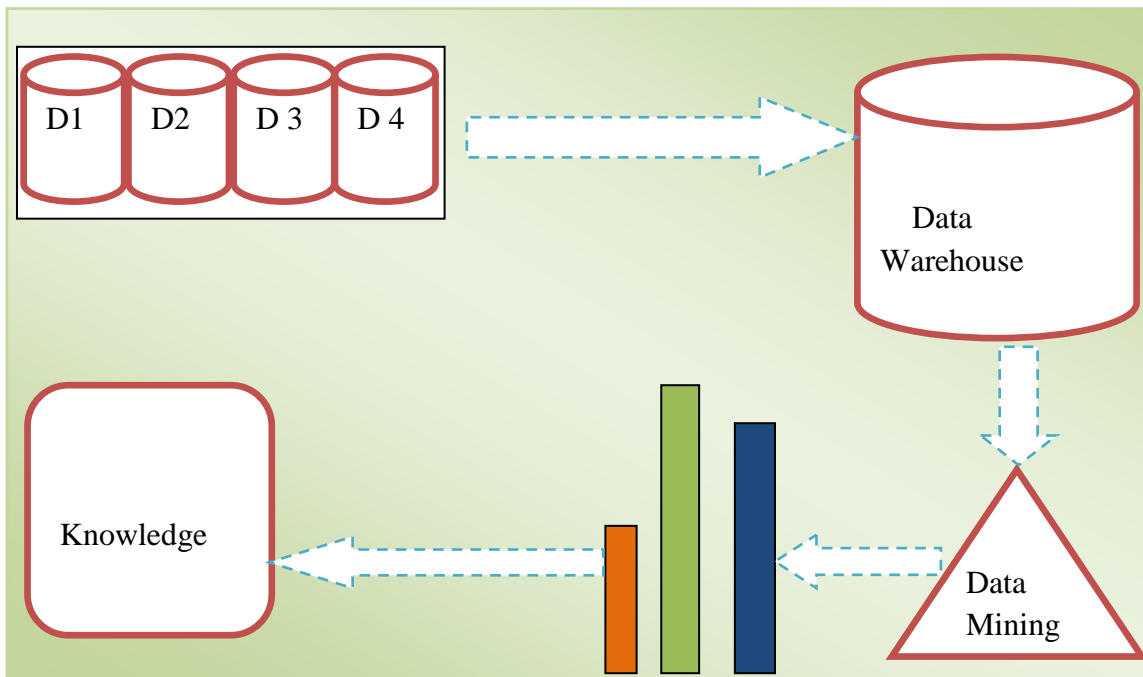 D1 D2 D 3 D 4
Data
Warehouse
Knowledge
Data
Mining